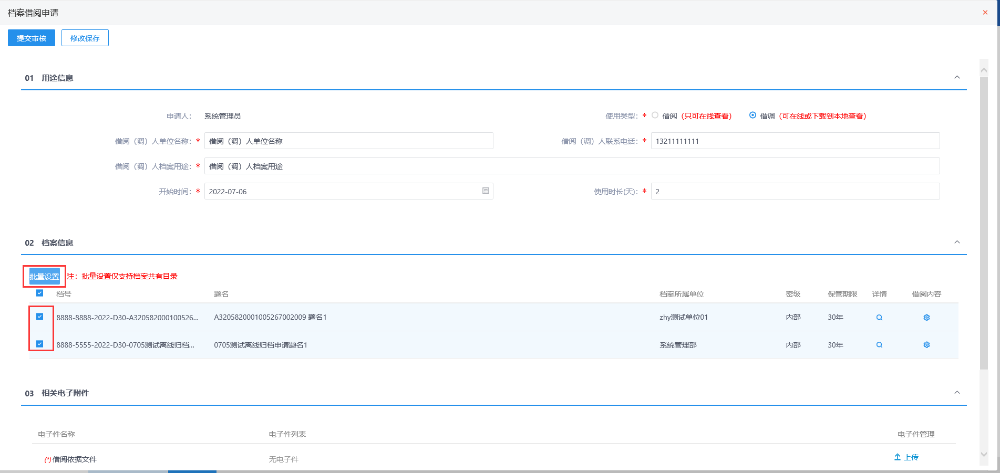 档案借阅申请
提交审核 修改保存
01 用途信息
申请人： 系统管理员 使用类型：* 借阅（只可在线查看） 借调（可在线或下载到本地查看）
借阅（调）人单位名称：* 借阅（调）人单位名称 借阅（调）人联系电话：* 13211111111
借阅（调）人档案用途：* 借阅（调）人档案用途
开始时间：* 2022-07-06 使用时长(天)：* 2
02 档案信息
批量设置 注：批量设置仅支持档案共有目录
档号 题名 档案所属单位 密级 保管期限 详情 借阅内容
8888-8888-2022-D30-A320582000100526... A3205820001005267002009 题名1 zhy测试单位01 内部 30年
8888-5555-2022-D30-0705测试离线归档... 0705测试离线归档申请题名1 系统管理部 内部 30年
03 相关电子附件
电子件名称 电子件列表 电子件管理
(*)借阅依据文件 无电子件 上传